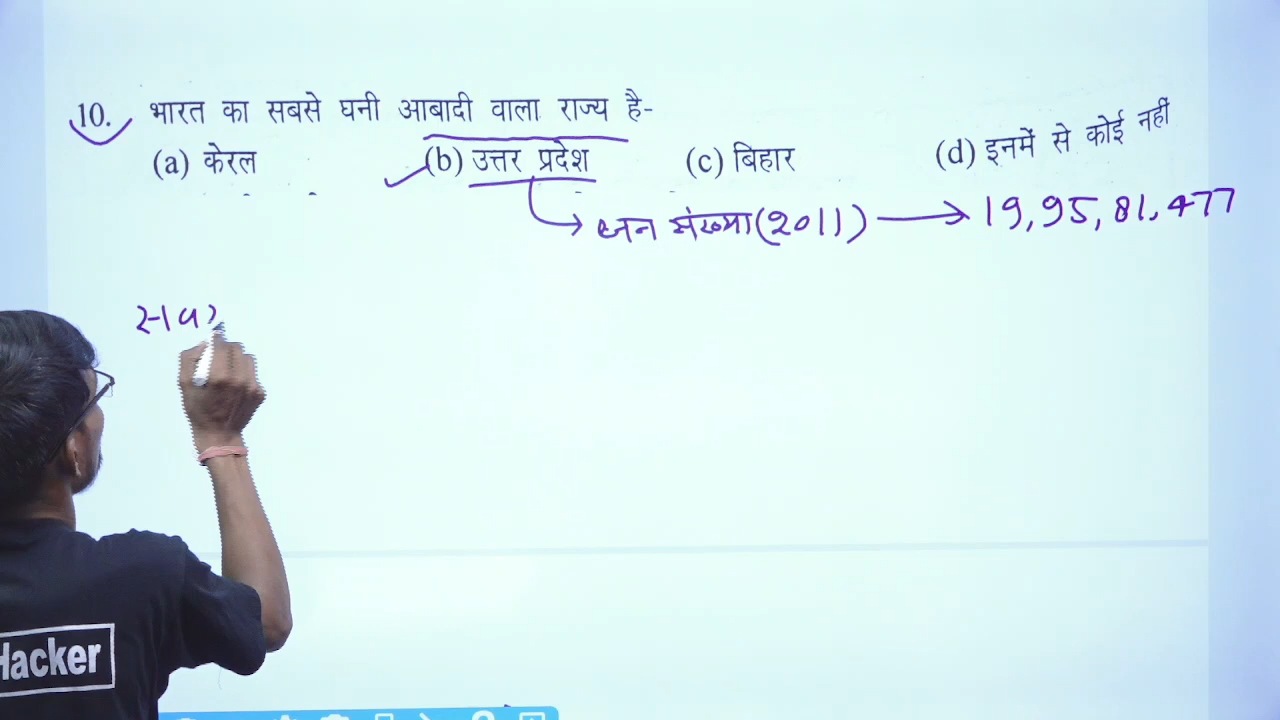 10. भारत का सबसे घनी आबादी वाला राज्य है-
(a) केरल (b) उत्तर प्रदेश (c) बिहार (d) इनमें से कोई नहीं
जन संख्या (2011) → 19,95,81,477
Hacker